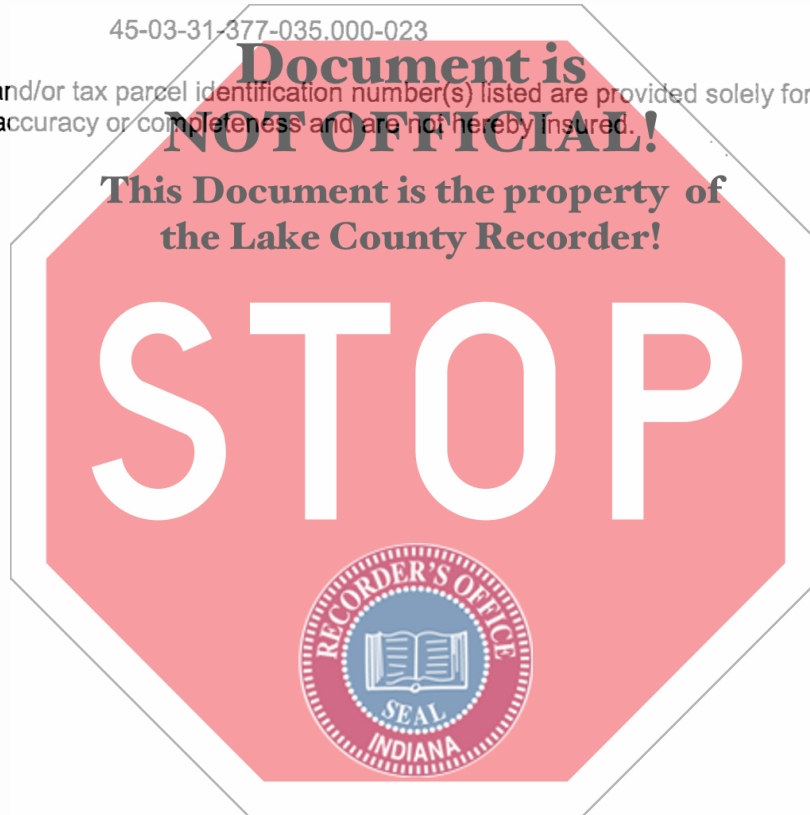 45-03-31-377-035.000-023
Document is
and/or tax parcel identification number(s) listed are provided solely for
NOT OFFICIAL!
accuracy or completeness and are not hereby insured.
This Document is the property of
the Lake County Recorder!
STOP
RECORDER'S OFFICE
SEAL
INDIANA